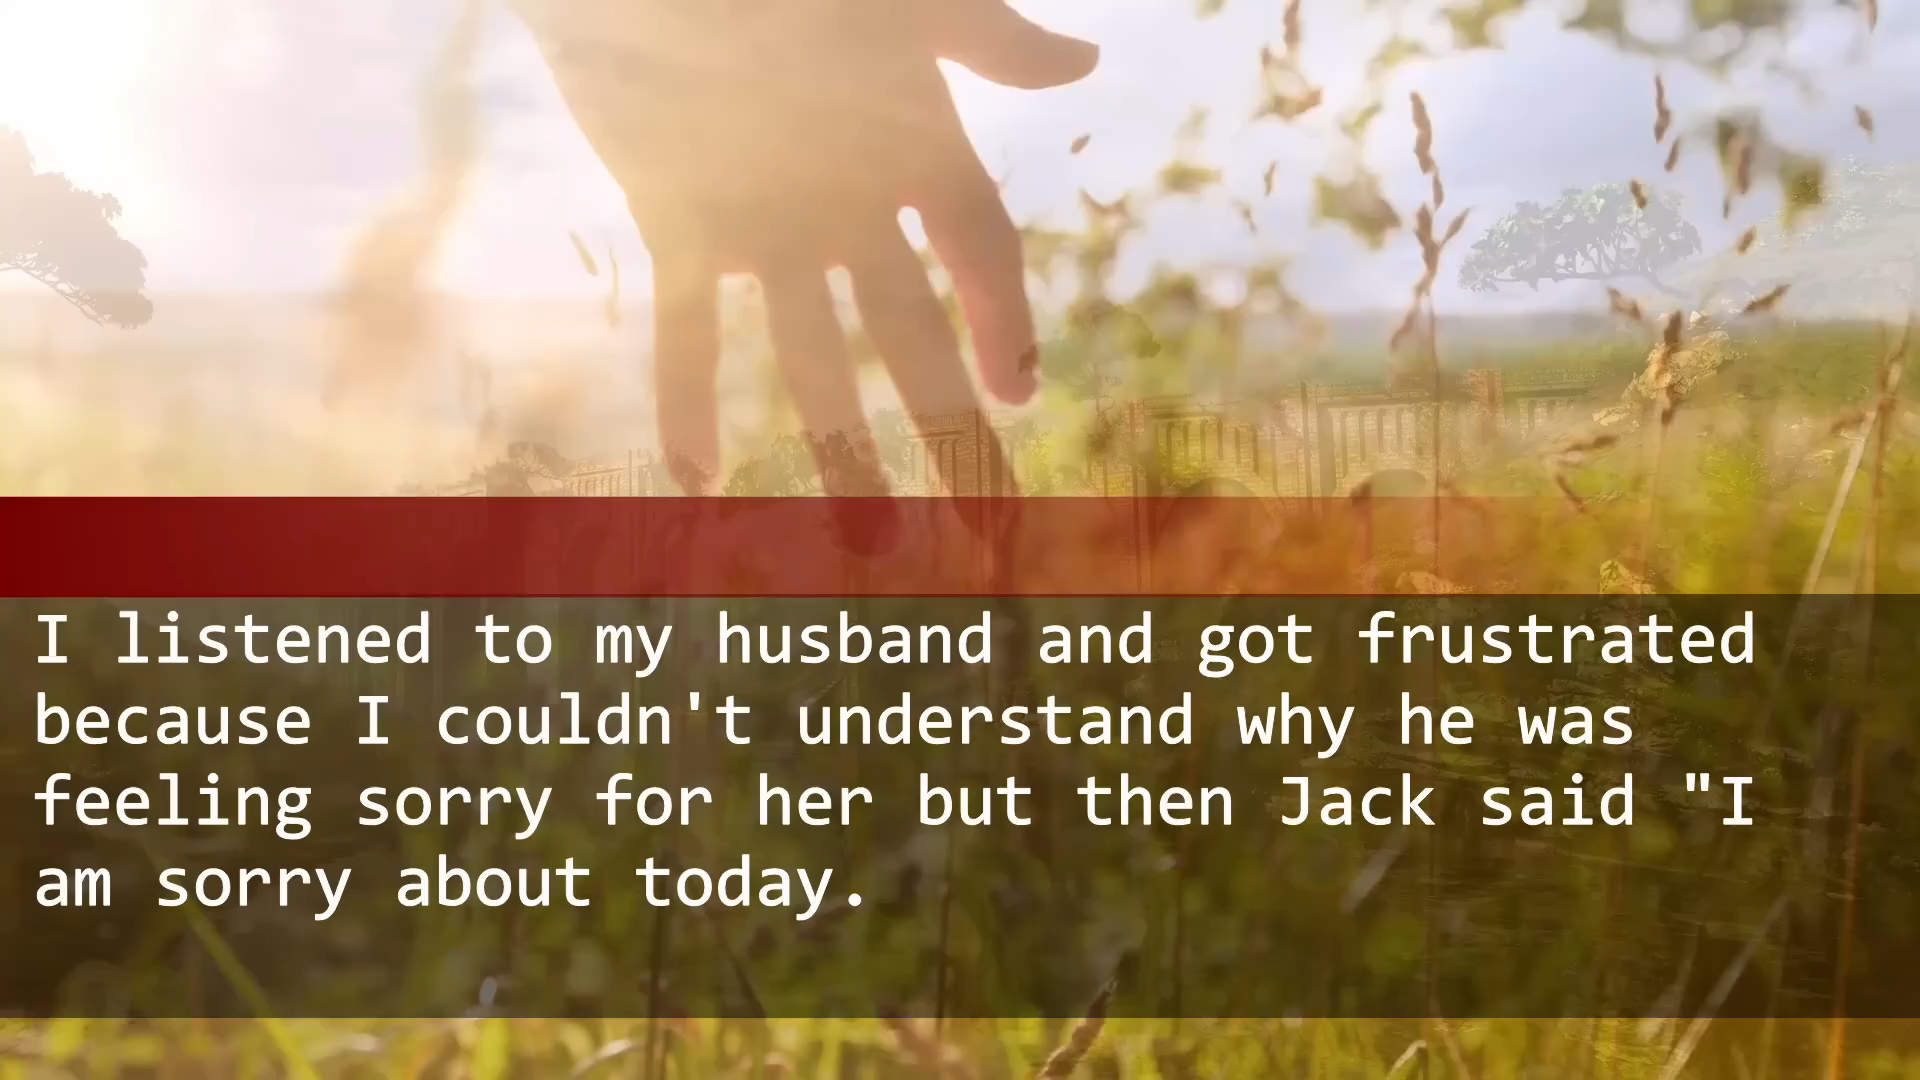 I listened to my husband and got frustrated
because I couldn't understand why he was
feeling sorry for her but then Jack said "I
am sorry about today.